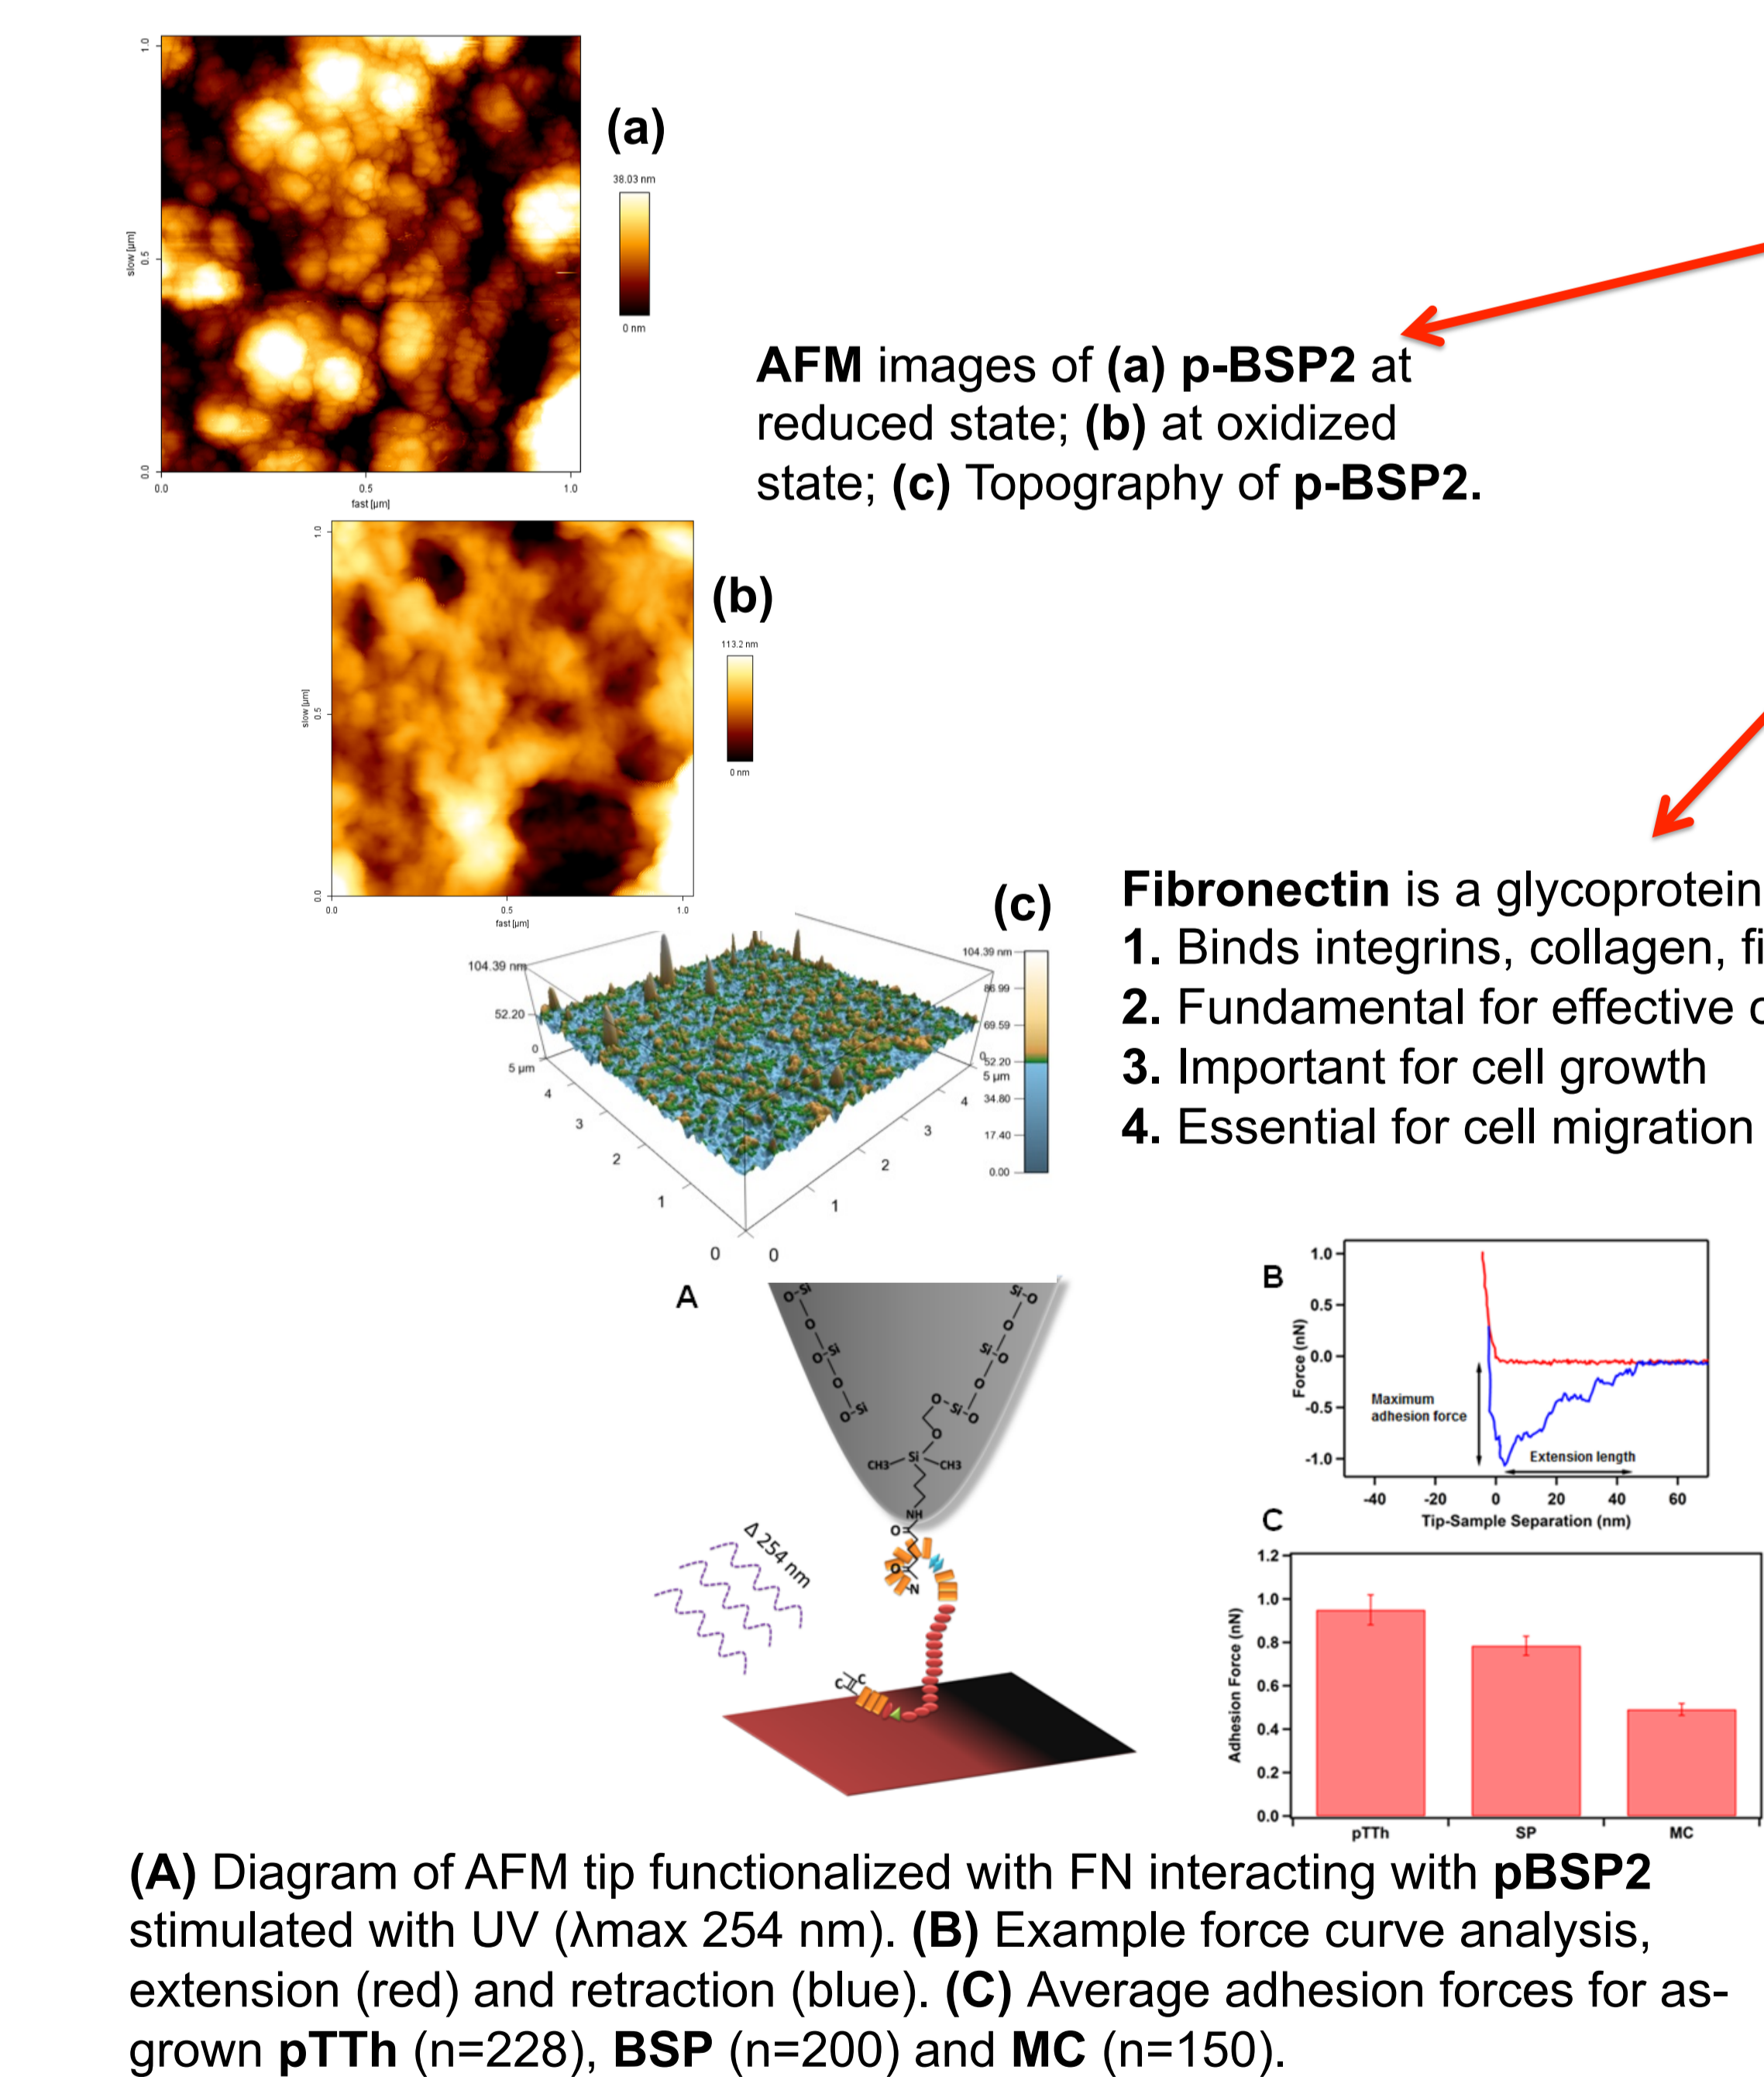 (a)
38.03 nm
0 nm
slow [µm]
1.0
0.5
0.0
0.0 0.5 1.0
fast [µm]
AFM images of (a) p-BSP2 at
reduced state; (b) at oxidized
state; (c) Topography of p-BSP2.
(b)
113.2 nm
0 nm
slow [µm]
1.0
0.5
0.0
0.0 0.5 1.0
fast [µm]
(c)
104.39 nm
52.20
0
5 µm
4
3
2
1
0
0
1
2
3
4
5 µm
0
104.39 nm
86.99
69.59
52.20
34.80
17.40
0.00
Fibronectin is a glycoprotein
1. Binds integrins, collagen, fi
2. Fundamental for effective c
3. Important for cell growth
4. Essential for cell migration
A
O-Si
O
O-Si
O
O-Si
Si-O
O
Si-O
O
O-Si-O
O
CH3 Si CH3
NH
O
O
N
Δ 254 nm
C C
B
Force (nN)
1.0
0.5
0.0
-0.5
-1.0
Maximum
adhesion force
Extension length
-40 -20 0 20 40 60
Tip-Sample Separation (nm)
C
Adhesion Force (nN)
1.2
1.0
0.8
0.6
0.4
0.2
0.0
pTTh SP MC
(A) Diagram of AFM tip functionalized with FN interacting with pBSP2
stimulated with UV (λmax 254 nm). (B) Example force curve analysis,
extension (red) and retraction (blue). (C) Average adhesion forces for as-
grown pTTh (n=228), BSP (n=200) and MC (n=150).